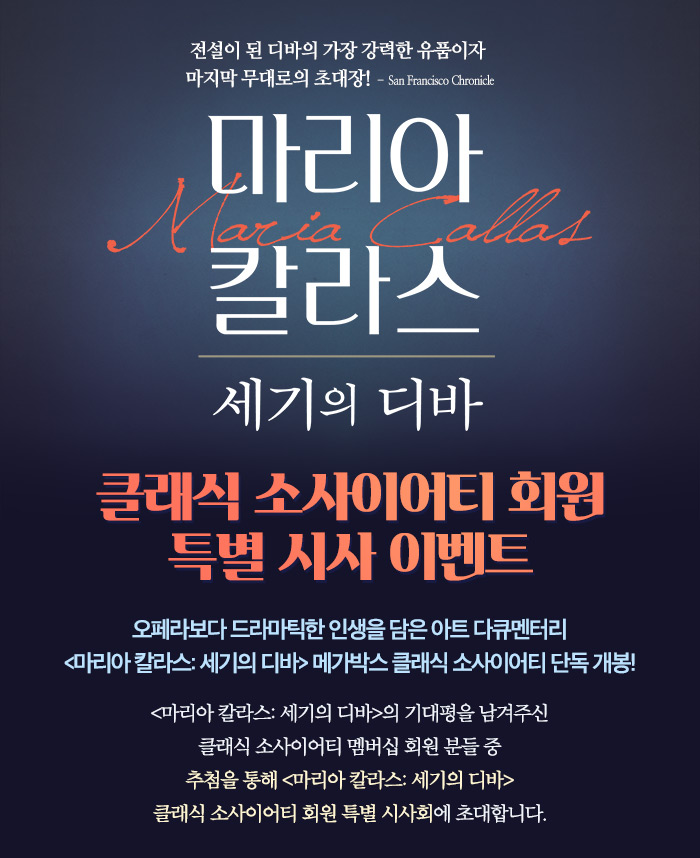 전설이 된 디바의 가장 강력한 유품이자
마지막 무대로의 초대장! – San Francisco Chronicle
마리아
Maria Callas
칼라스
세기의 디바
클래식 소사이어티 회원
특별 시사 이벤트
오페라보다 드라마틱한 인생을 담은 아트 다큐멘터리
<마리아 칼라스: 세기의 디바> 메가박스 클래식 소사이어티 단독 개봉!
<마리아 칼라스: 세기의 디바>의 기대평을 남겨주신
클래식 소사이어티 멤버십 회원 분들 중
추첨을 통해 <마리아 칼라스: 세기의 디바>
클래식 소사이어티 회원 특별 시사회에 초대합니다.